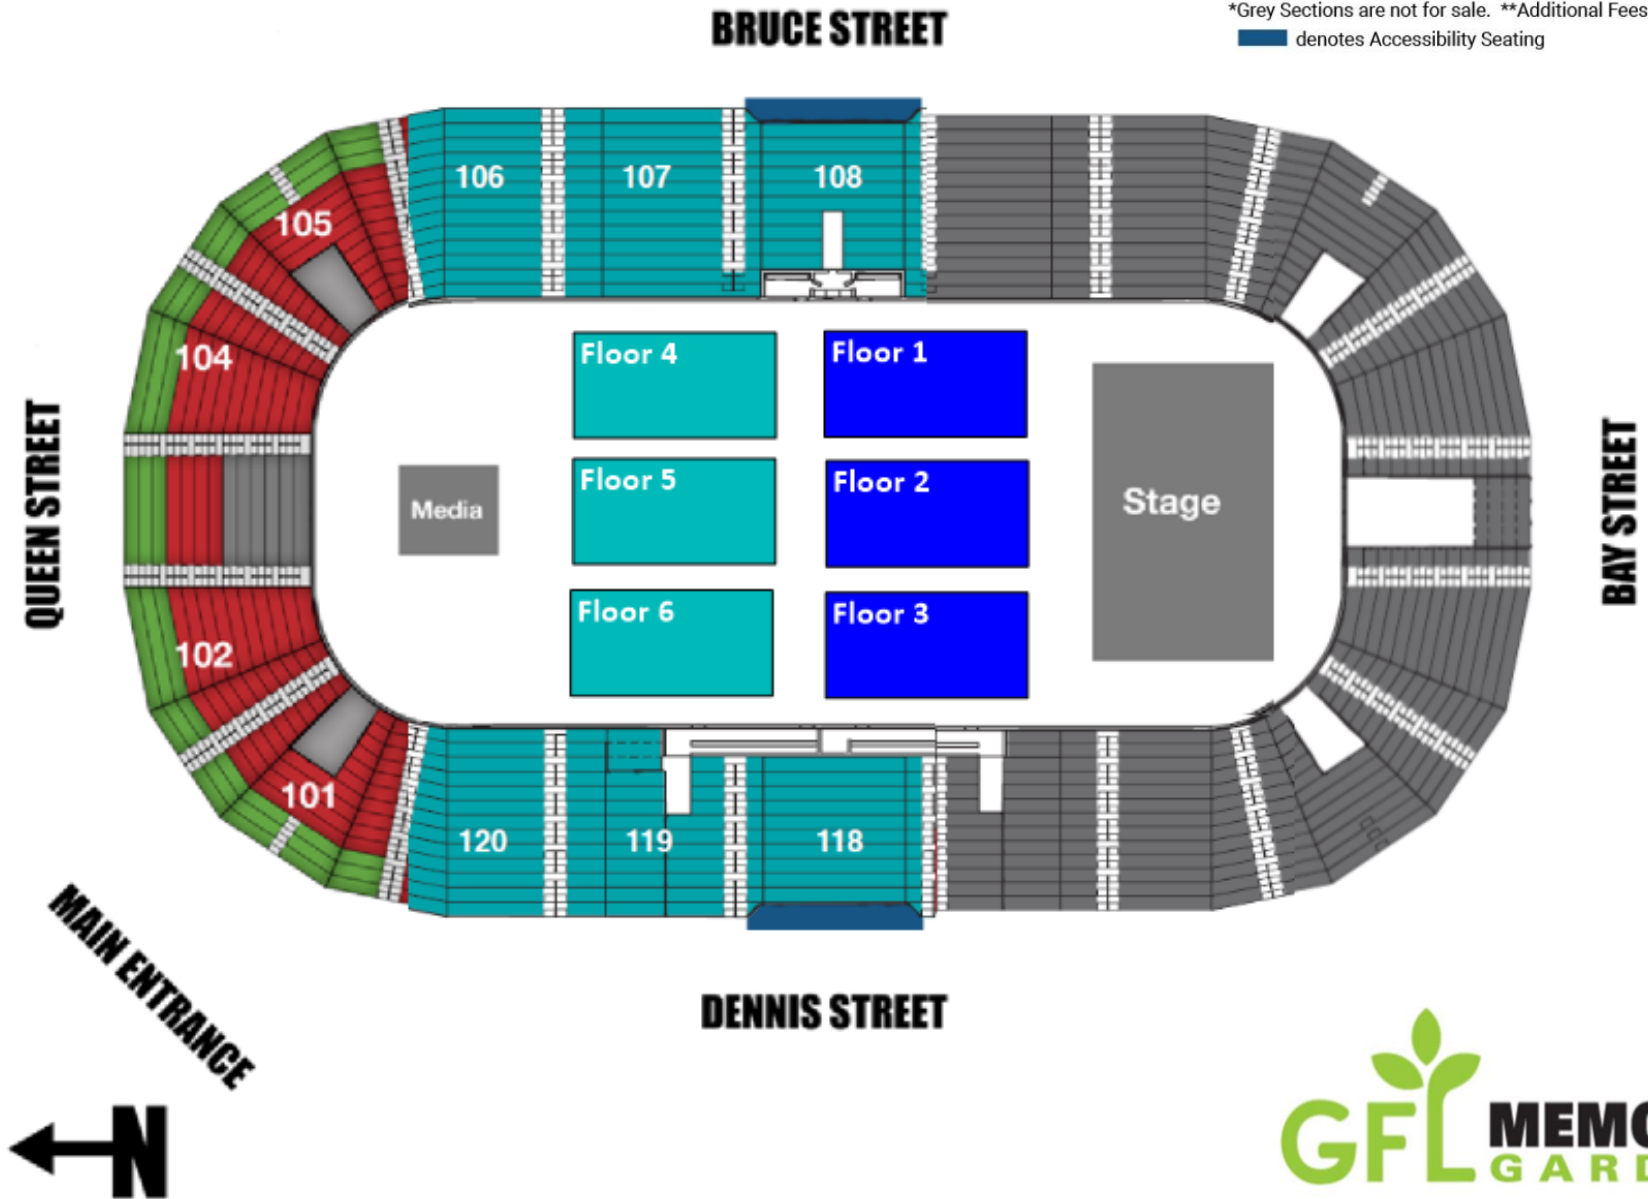 BRUCE STREET
*Grey Sections are not for sale. **Additional Fees
denotes Accessibility Seating
106
107
108
105
104
Floor 4
Floor 1
Floor 5
Floor 2
Media
Stage
Floor 6
Floor 3
QUEEN STREET
BAY STREET
102
101
120
119
118
MAIN ENTRANCE
DENNIS STREET
N
GFL
MEMO
GARD